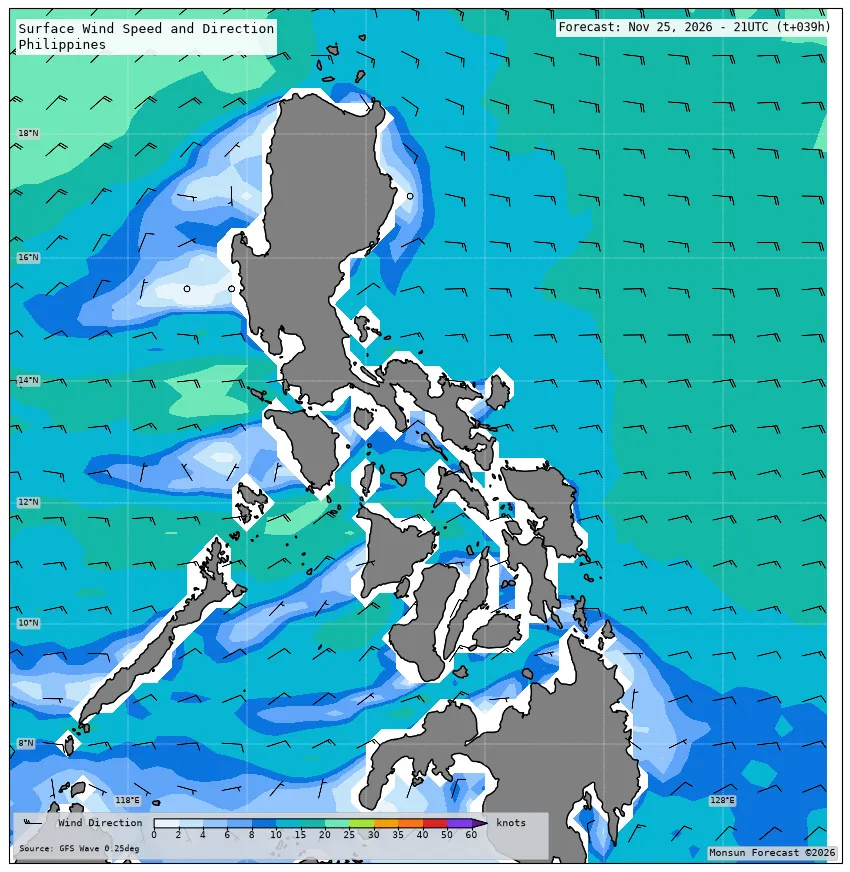 Surface Wind Speed and Direction
Philippines
Forecast: Nov 25, 2026 - 21UTC (t+039h)
18°N
16°N
14°N
12°N
10°N
8°N
118°E
128°E
Wind Direction
knots
0 2 4 6 8 10 15 20 25 30 35 40 50 60
Source: GFS Wave 0.25deg
Monsun Forecast ©2026